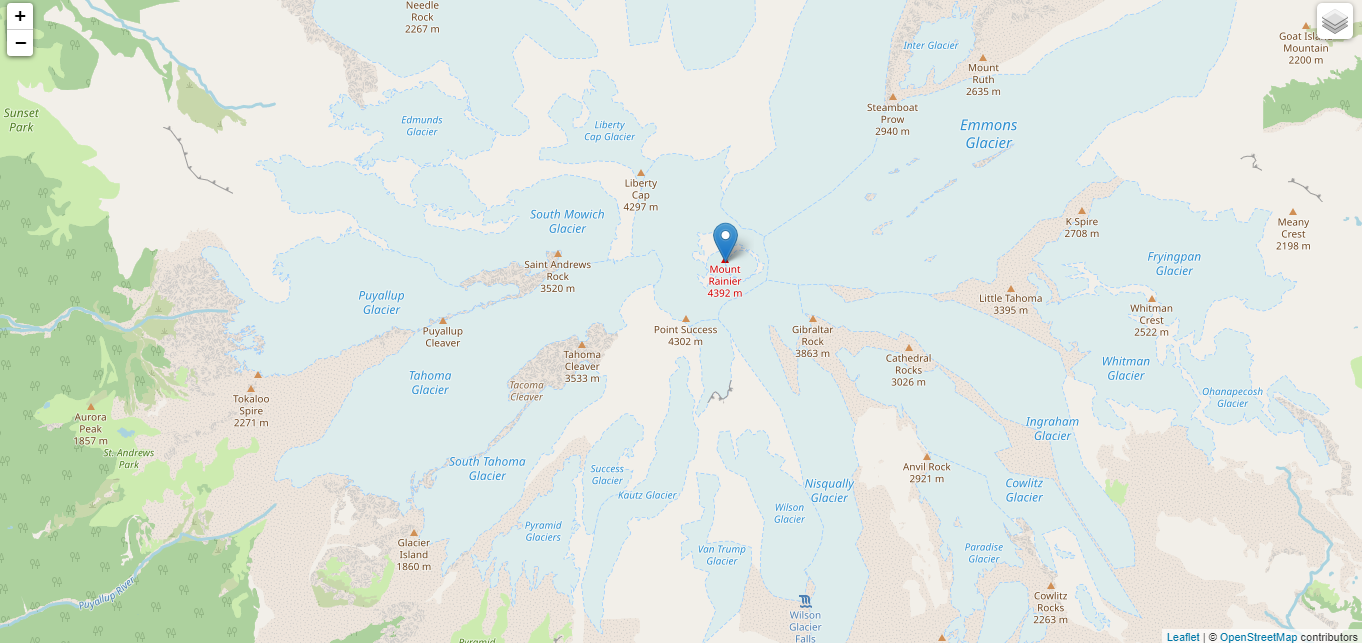 +
−
Needle
Rock
2267 m
Inter Glacier
Mount
Ruth
2635 m
Mountain
2200 m
Steamboat
Prow
2940 m
Sunset
Park
Edmunds
Glacier
Liberty
Cap Glacier
Emmons
Glacier
Liberty
Cap
4297 m
South Mowich
Glacier
K Spire
2708 m
Meany
Crest
2198 m
Saint Andrews
Rock
3520 m
Mount
Rainier
4392 m
Fryingpan
Glacier
Puyallup
Glacier
Little Tahoma
3395 m
Whitman
Crest
2522 m
Puyallup
Cleaver
Point Success
4302 m
Gibraltar
Rock
3863 m
Tahoma
Cleaver
3533 m
Cathedral
Rocks
3026 m
Whitman
Glacier
Tahoma
Glacier
Tacoma
Cleaver
Ohanapecosh
Glacier
Tokaloo
Spire
2271 m
Aurora
Peak
1857 m
St. Andrews
Park
Ingraham
Glacier
South Tahoma
Glacier
Success
Glacier
Kautz Glacier
Anvil Rock
2921 m
Nisqually
Glacier
Cowlitz
Glacier
Wilson
Glacier
Pyramid
Glaciers
Glacier
Island
1860 m
Van Trump
Glacier
Paradise
Glacier
Puyallup River
Cowlitz
Rocks
2263 m
Wilson
Glacier
Falls
Pyramid
Leaflet | © OpenStreetMap contributors